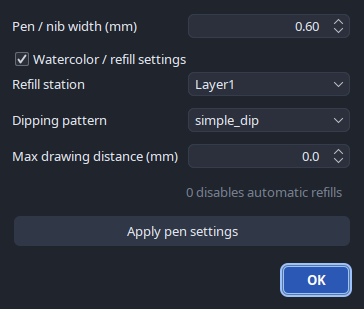 Pen / nib width (mm) 0.60
Watercolor / refill settings
Refill station Layer1
Dipping pattern simple_dip
Max drawing distance (mm) 0.0
0 disables automatic refills
Apply pen settings
OK